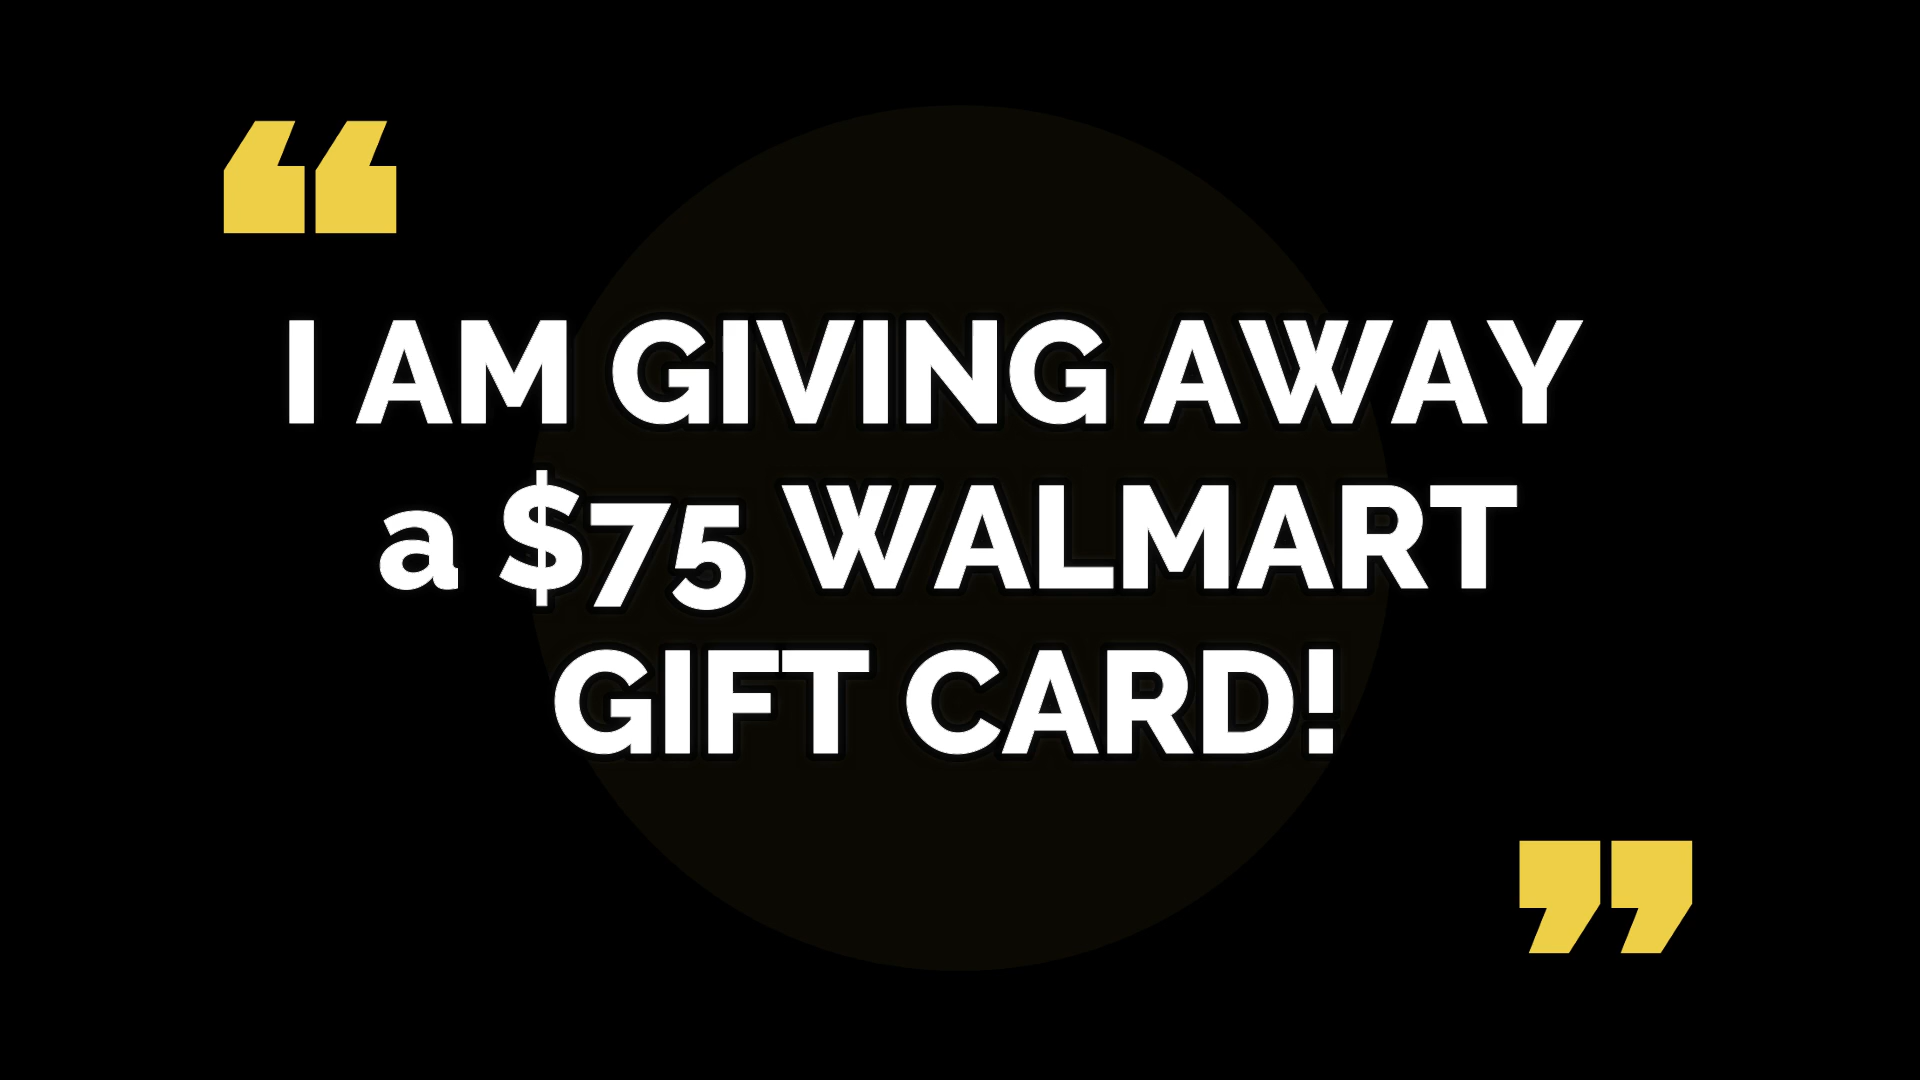 “
I AM GIVING AWAY
a $75 WALMART
GIFT CARD!
”